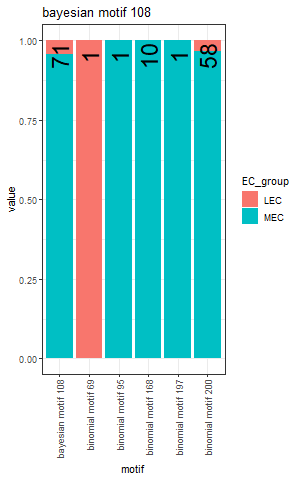 bayesian motif 108
1.00
0.75
0.50
0.25
0.00
value
71
1
1
10
1
58
bayesian motif 108
binomial motif 69
binomial motif 95
binomial motif 168
binomial motif 197
binomial motif 200
motif
EC_group
LEC
MEC